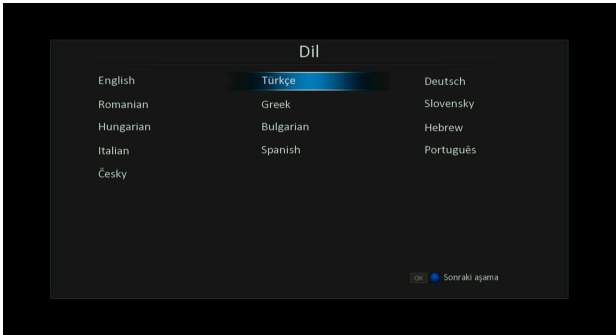 Dil
English Türkçe Deutsch
Romanian Greek Slovensky
Hungarian Bulgarian Hebrew
Italian Spanish Português
Česky
OK Sonraki aşama